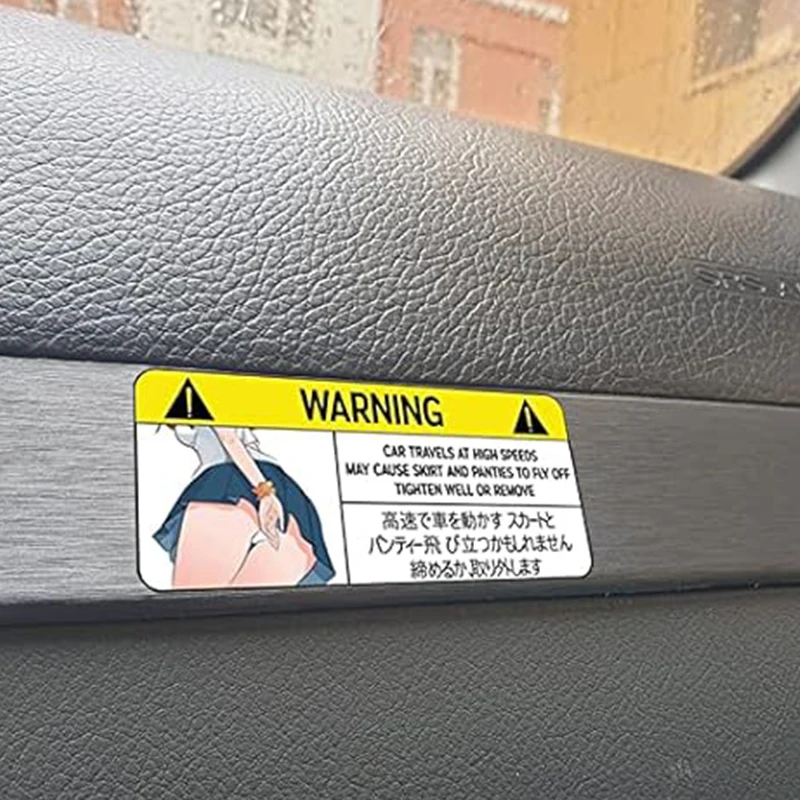 WARNING
CAR TRAVELS AT HIGH SPEEDS
MAY CAUSE SKIRT AND PANTIES TO FLY OFF
TIGHTEN WELL OR REMOVE
高速で車を動かす スカートと
パンティー飛 び立つかもしれません
締めるか,取り外します